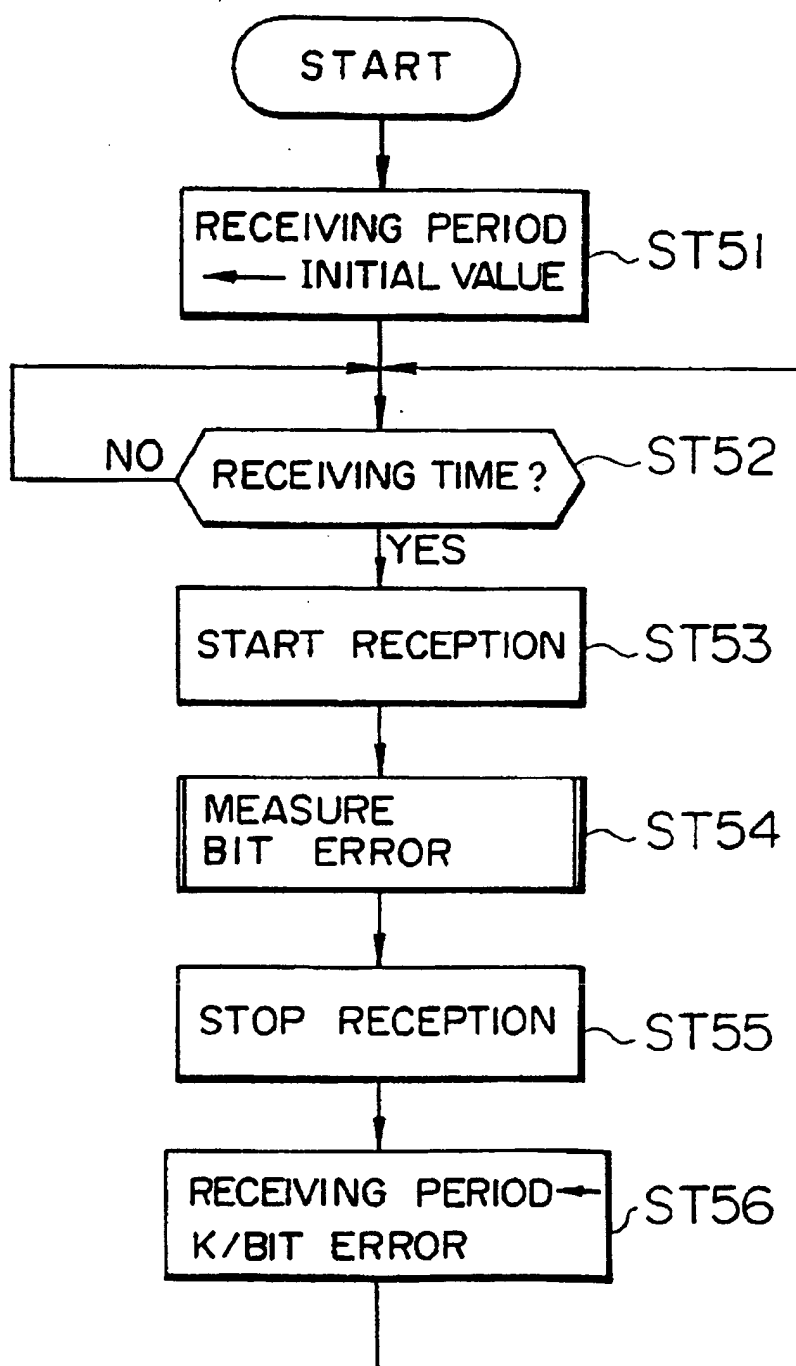 START
RECEIVING PERIOD
← INITIAL VALUE
ST51
NO
RECEIVING TIME?
ST52
YES
START RECEPTION
ST53
MEASURE
BIT ERROR
ST54
STOP RECEPTION
ST55
RECEIVING PERIOD←
K/BIT ERROR
ST56